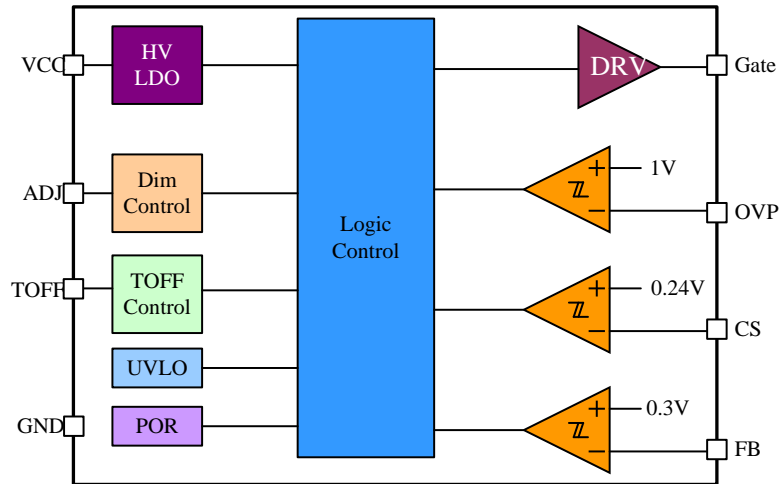 VCC
HV
LDO
DRV
Gate
ADJ
Dim
Control
Logic
Control
+
1V
−
OVP
TOFF
TOFF
Control
+
0.24V
−
CS
UVLO
GND
POR
+
0.3V
−
FB